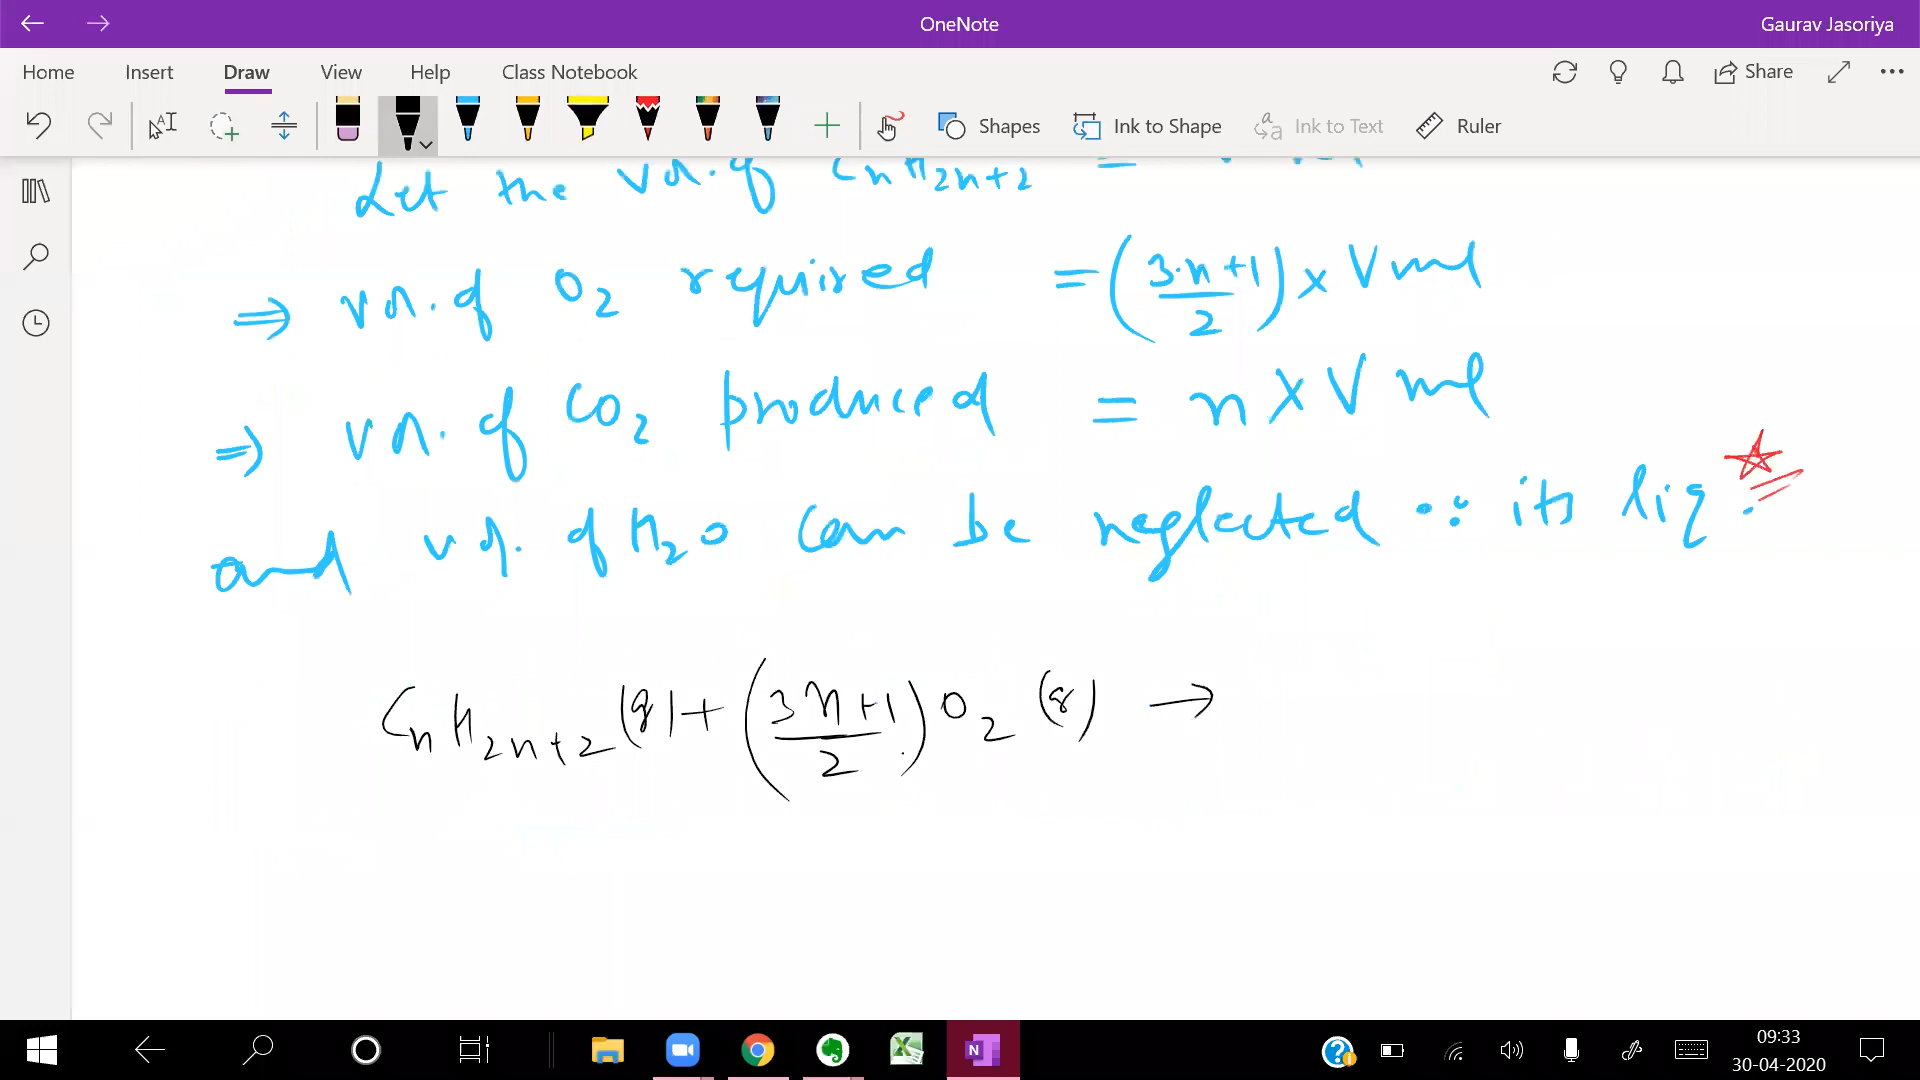 OneNote
Gaurav Jasoriya
Home Insert Draw View Help Class Notebook Share
Shapes Ink to Shape Ink to Text Ruler
Let the vol. of CnH2n+2 =
⇒ vol. of O2 required = (3n+1/2) × V ml
⇒ vol. of CO2 produced = n × V ml
and vol. of H2O can be neglected ∵ its liq.
CnH2n+2 (g) + (3n+1/2) O2 (g) →
09:33
30-04-2020